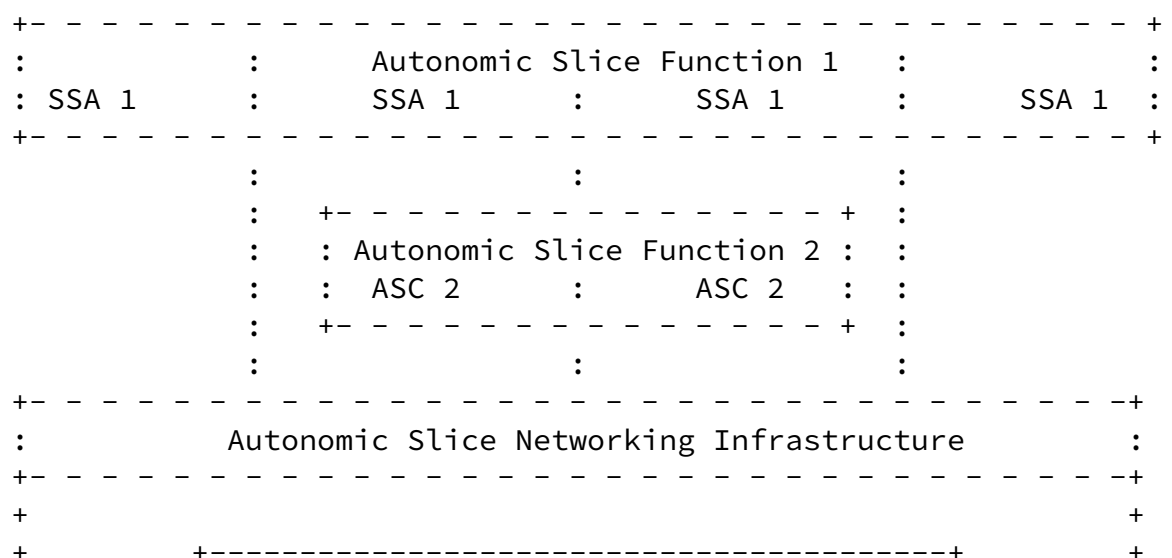 +- - - - - - - - - - - - - - - - - - - - - - - - - - - - - - - +
:            :      Autonomic Slice Function 1   :             :
: SSA 1      :      SSA 1      :      SSA 1      :      SSA 1  :
+- - - - - - - - - - - - - - - - - - - - - - - - - - - - - - - +
             :                 :                 :
             :   +- - - - - - - - - - - - - - +  :
             :   : Autonomic Slice Function 2 :  :
             :   :  ASC 2      :      ASC 2   :  :
             :   +- - - - - - - - - - - - - - +  :
             :                 :                 :
+- - - - - - - - - - - - - - - - - - - - - - - - - - - - - - -+
:           Autonomic Slice Networking Infrastructure         :
+- - - - - - - - - - - - - - - - - - - - - - - - - - - - - - -+
+                                                             +
+         +-----------------------------------------+         +